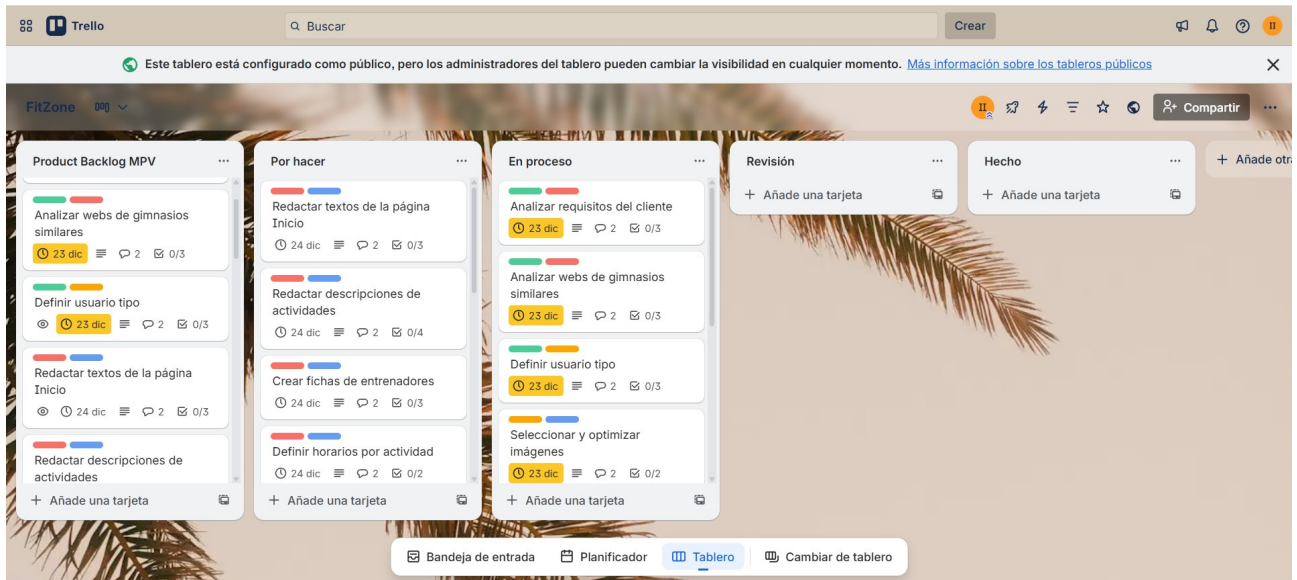 Trello
Buscar
Crear
II
Este tablero está configurado como público, pero los administradores del tablero pueden cambiar la visibilidad en cualquier momento. Más información sobre los tableros públicos
FitZone
II
Compartir
Product Backlog MPV
Analizar webs de gimnasios
similares
23 dic 2 0/3
Definir usuario tipo
23 dic 2 0/3
Redactar textos de la página
Inicio
24 dic 2 0/3
Redactar descripciones de
actividades
+ Añade una tarjeta
Por hacer
Redactar textos de la página
Inicio
24 dic 2 0/3
Redactar descripciones de
actividades
24 dic 2 0/4
Crear fichas de entrenadores
24 dic 2 0/3
Definir horarios por actividad
24 dic 2 0/2
+ Añade una tarjeta
En proceso
Analizar requisitos del cliente
23 dic 2 0/3
Analizar webs de gimnasios
similares
23 dic 2 0/3
Definir usuario tipo
23 dic 2 0/3
Seleccionar y optimizar
imágenes
23 dic 2 0/2
+ Añade una tarjeta
Revisión
+ Añade una tarjeta
Hecho
+ Añade una tarjeta
+ Añade otr
Bandeja de entrada
Planificador
Tablero
Cambiar de tablero